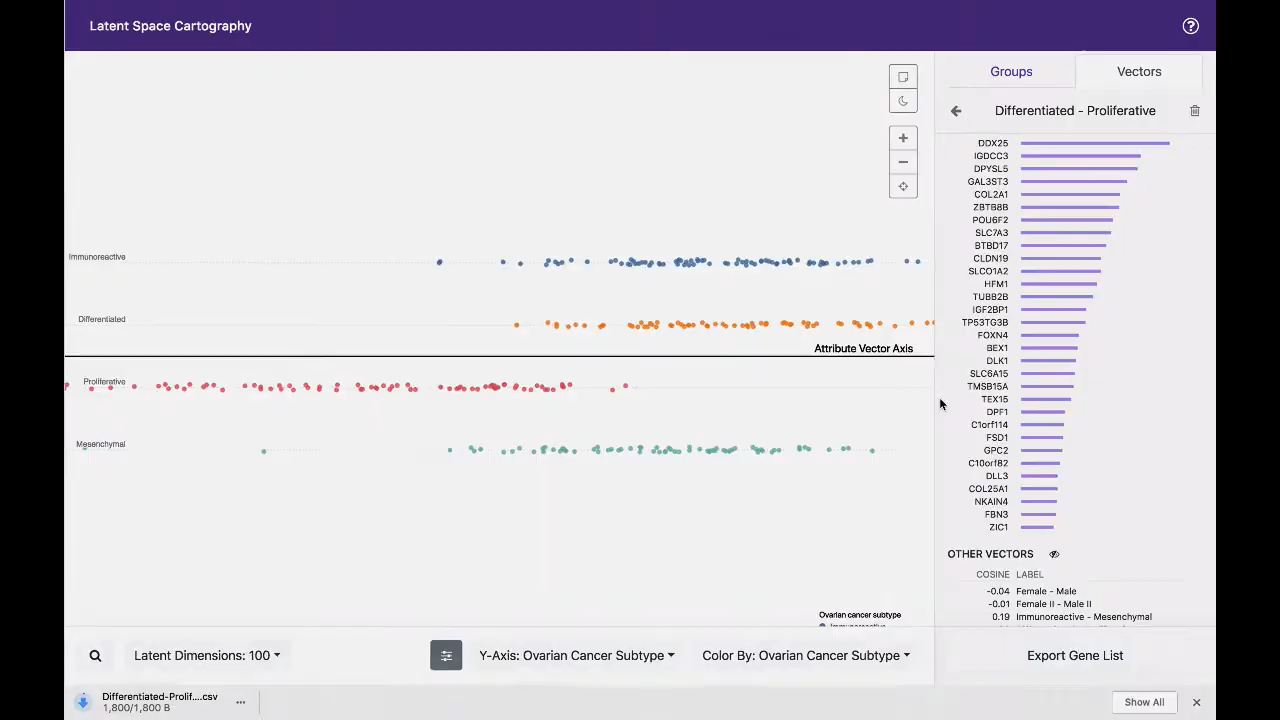 Latent Space Cartography
Groups
Vectors
Differentiated - Proliferative
DDX25
IGDCC3
DPYSL5
GAL3ST3
COL2A1
ZBTB8B
POU6F2
SLC7A3
BTBD17
CLDN19
SLCO1A2
HFM1
TUBB2B
IGF2BP1
TP53TG3B
FOXN4
BEX1
DLK1
SLC6A15
TMSB15A
TEX15
DPF1
C1orf114
FSD1
GPC2
C10orf82
DLL3
COL25A1
NKAIN4
FBN3
ZIC1
OTHER VECTORS
COSINE LABEL
-0.04 Female - Male
-0.01 Female II - Male II
0.19 Immunoreactive - Mesenchymal
Export Gene List
Immunoreactive
Differentiated
Attribute Vector Axis
Proliferative
Mesenchymal
Ovarian cancer subtype
Immunoreactive
Latent Dimensions: 100
Y-Axis: Ovarian Cancer Subtype
Color By: Ovarian Cancer Subtype
Differentiated-Prolif....csv
1,800/1,800 B
Show All